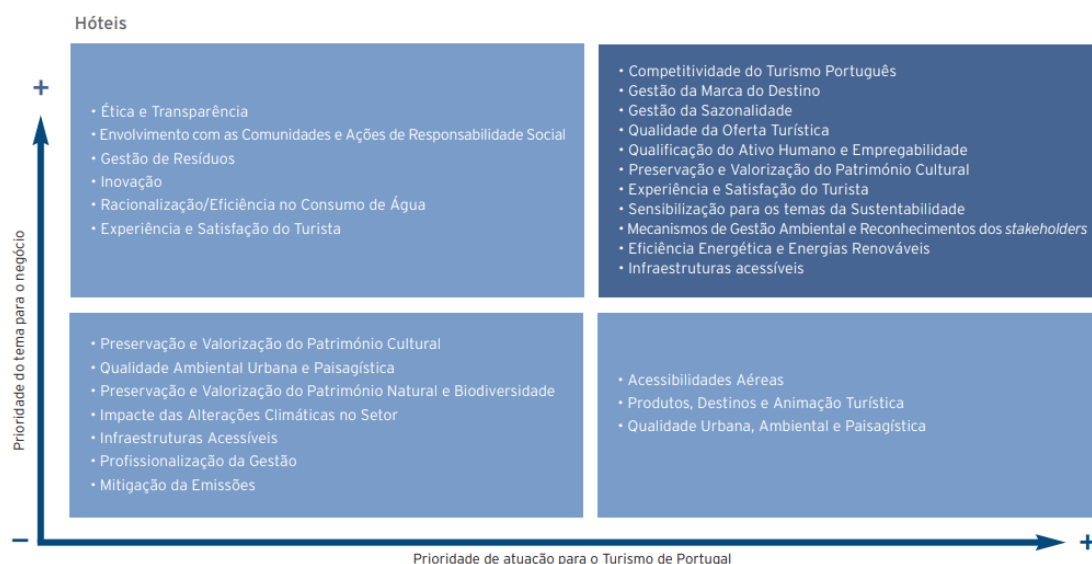 Hóteis
+
• Ética e Transparência
• Envolvimento com as Comunidades e Ações de Responsabilidade Social
• Gestão de Resíduos
• Inovação
• Racionalização/Eficiência no Consumo de Água
• Experiência e Satisfação do Turista
• Competitividade do Turismo Português
• Gestão da Marca do Destino
• Gestão da Sazonalidade
• Qualidade da Oferta Turística
• Qualificação do Ativo Humano e Empregabilidade
• Preservação e Valorização do Património Cultural
• Experiência e Satisfação do Turista
• Sensibilização para os temas da Sustentabilidade
• Mecanismos de Gestão Ambiental e Reconhecimentos dos stakeholders
• Eficiência Energética e Energias Renováveis
• Infraestruturas acessíveis
Prioridade do tema para o negócio
• Preservação e Valorização do Património Cultural
• Qualidade Ambiental Urbana e Paisagística
• Preservação e Valorização do Património Natural e Biodiversidade
• Impacte das Alterações Climáticas no Setor
• Infraestruturas Acessíveis
• Profissionalização da Gestão
• Mitigação da Emissões
• Acessibilidades Aéreas
• Produtos, Destinos e Animação Turística
• Qualidade Urbana, Ambiental e Paisagística
−
+
Prioridade de atuação para o Turismo de Portugal